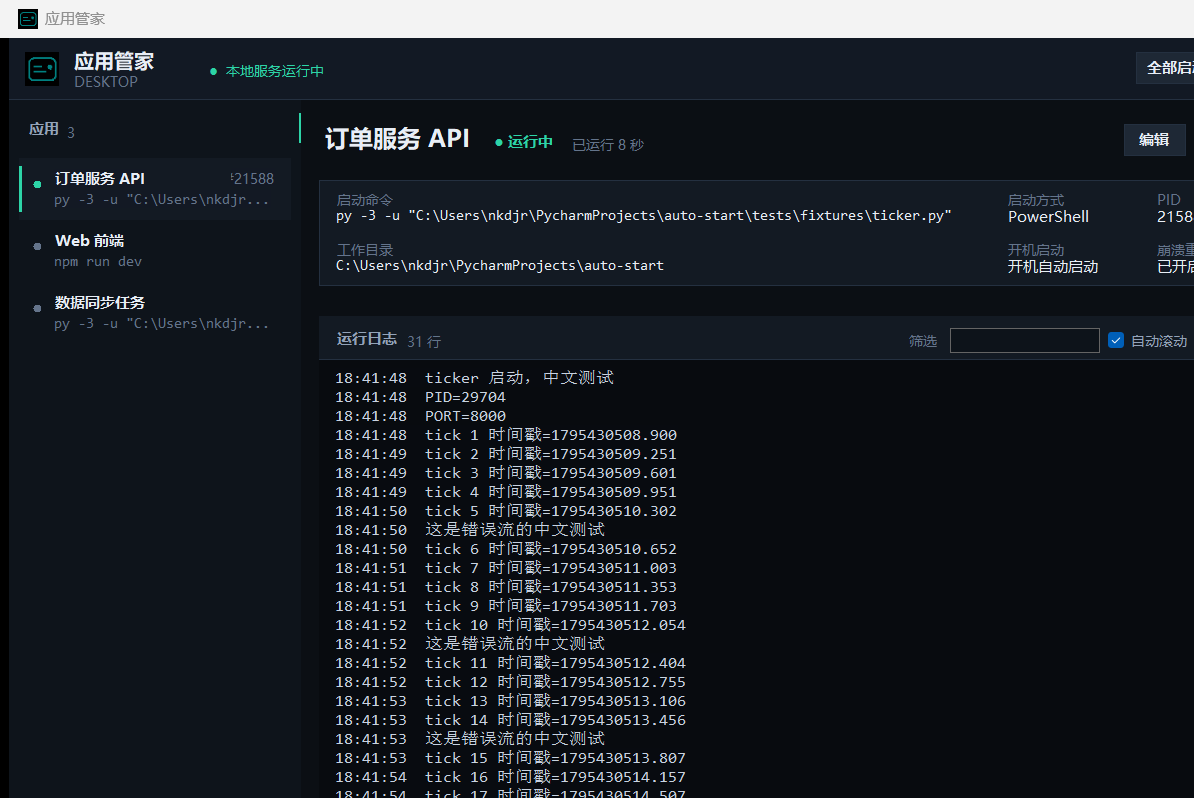 应用管家
应用管家
DESKTOP
本地服务运行中
全部启
应用 3
订单服务 API 21588
py -3 -u "C:\Users\nkdjr...
Web 前端
npm run dev
数据同步任务
py -3 -u "C:\Users\nkdjr...
订单服务 API 运行中 已运行 8 秒
编辑
启动命令 启动方式 PID
py -3 -u "C:\Users\nkdjr\PycharmProjects\auto-start\tests\fixtures\ticker.py" PowerShell 2158
工作目录 开机启动 崩溃重
C:\Users\nkdjr\PycharmProjects\auto-start 开机自动启动 已开启
运行日志 31 行 筛选 自动滚动
18:41:48 ticker 启动，中文测试
18:41:48 PID=29704
18:41:48 PORT=8000
18:41:48 tick 1 时间戳=1795430508.900
18:41:49 tick 2 时间戳=1795430509.251
18:41:49 tick 3 时间戳=1795430509.601
18:41:49 tick 4 时间戳=1795430509.951
18:41:50 tick 5 时间戳=1795430510.302
18:41:50 这是错误流的中文测试
18:41:50 tick 6 时间戳=1795430510.652
18:41:51 tick 7 时间戳=1795430511.003
18:41:51 tick 8 时间戳=1795430511.353
18:41:51 tick 9 时间戳=1795430511.703
18:41:52 tick 10 时间戳=1795430512.054
18:41:52 这是错误流的中文测试
18:41:52 tick 11 时间戳=1795430512.404
18:41:52 tick 12 时间戳=1795430512.755
18:41:53 tick 13 时间戳=1795430513.106
18:41:53 tick 14 时间戳=1795430513.456
18:41:53 这是错误流的中文测试
18:41:53 tick 15 时间戳=1795430513.807
18:41:54 tick 16 时间戳=1795430514.157
18:41:54 tick 17 时间戳=1795430514.507